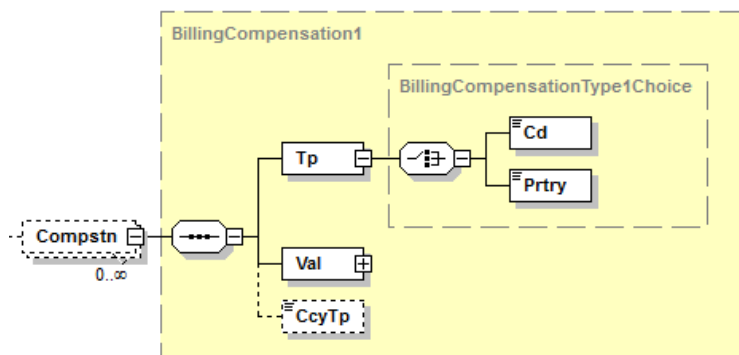 BillingCompensation1
BillingCompensationType1Choice
Cd
Tp
Prtry
Compstn
0..∞
Val
CcyTp